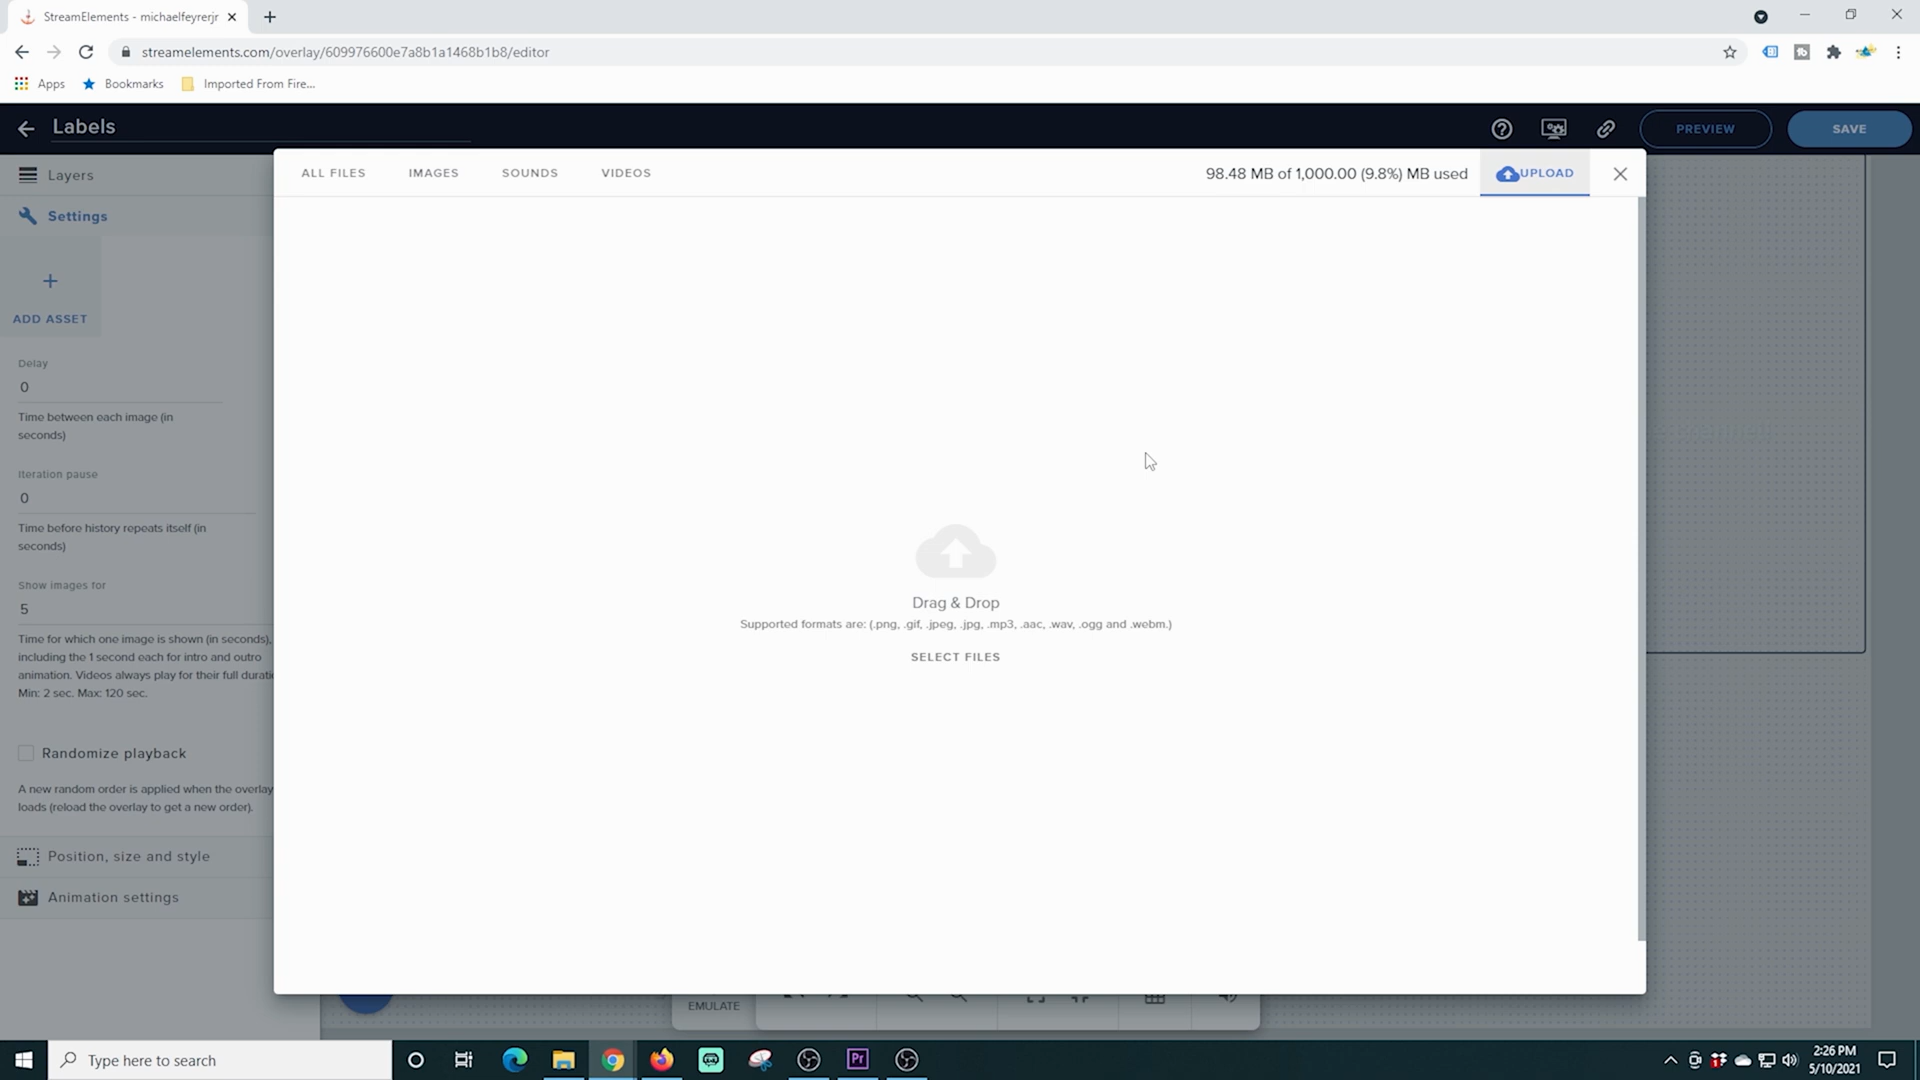 StreamElements - michaelfeyrerjr
streamelements.com/overlay/609976600e7a8b1a1468b1b8/editor
Apps
Bookmarks
Imported From Fire...
Labels
PREVIEW
SAVE
Layers
ALL FILES
IMAGES
SOUNDS
VIDEOS
98.48 MB of 1,000.00 (9.8%) MB used
UPLOAD
Settings
ADD ASSET
Delay
0
Time between each image (in
seconds)
Iteration pause
0
Time before history repeats itself (in
seconds)
Show images for
5
Time for which one image is shown (in seconds),
including the 1 second each for intro and outro
animation. Videos always play for their full durati
Min: 2 sec. Max: 120 sec.
Randomize playback
A new random order is applied when the overlay
loads (reload the overlay to get a new order).
Position, size and style
Animation settings
Drag & Drop
Supported formats are: (.png, .gif, .jpeg, .jpg, .mp3, .aac, .wav, .ogg and .webm.)
SELECT FILES
EMULATE
Type here to search
Pr
2:26 PM
5/10/2021